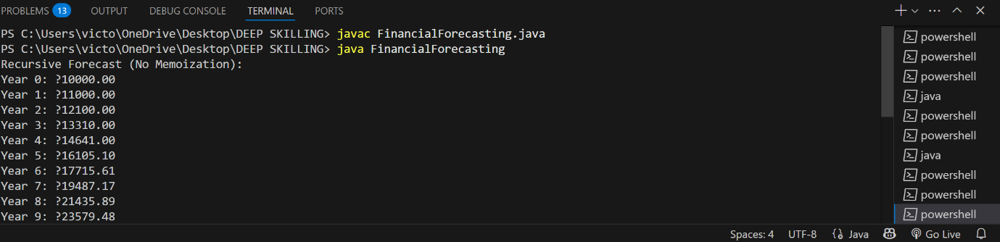 PROBLEMS 13 OUTPUT DEBUG CONSOLE TERMINAL PORTS
PS C:\Users\victo\OneDrive\Desktop\DEEP SKILLING> javac FinancialForecasting.java
PS C:\Users\victo\OneDrive\Desktop\DEEP SKILLING> java FinancialForecasting
Recursive Forecast (No Memoization):
Year 0: ?10000.00
Year 1: ?11000.00
Year 2: ?12100.00
Year 3: ?13310.00
Year 4: ?14641.00
Year 5: ?16105.10
Year 6: ?17715.61
Year 7: ?19487.17
Year 8: ?21435.89
Year 9: ?23579.48
powershell
powershell
powershell
java
powershell
powershell
java
powershell
powershell
powershell
Spaces: 4 UTF-8 Java Go Live